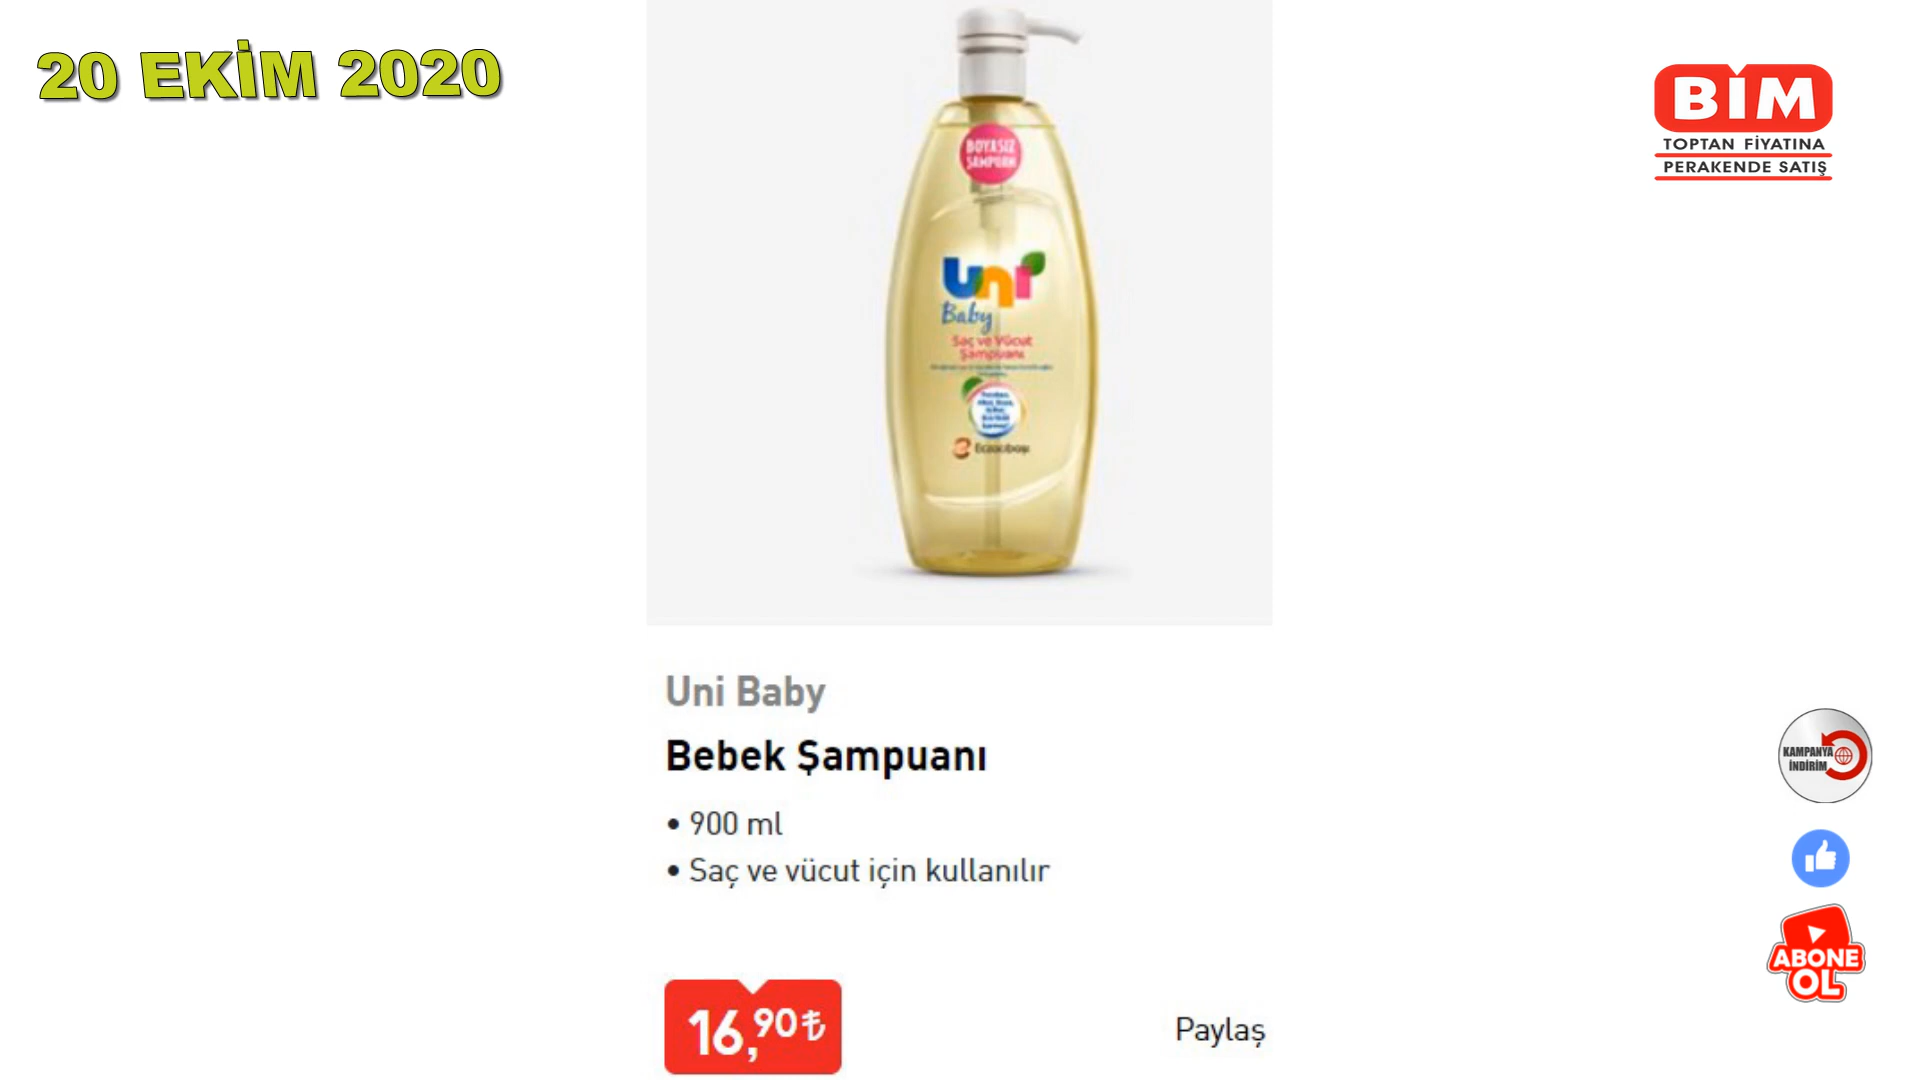 20 EKİM 2020
BİM
TOPTAN FİYATINA
PERAKENDE SATIŞ
BOYASIZ
ŞAMPUAN
uni
Baby
Saç ve Vücut
Şampuanı
Eczacıbaşı
Uni Baby
Bebek Şampuanı
• 900 ml
• Saç ve vücut için kullanılır
16,90₺
Paylaş
KAMPANYA
İNDİRİM
ABONE
OL